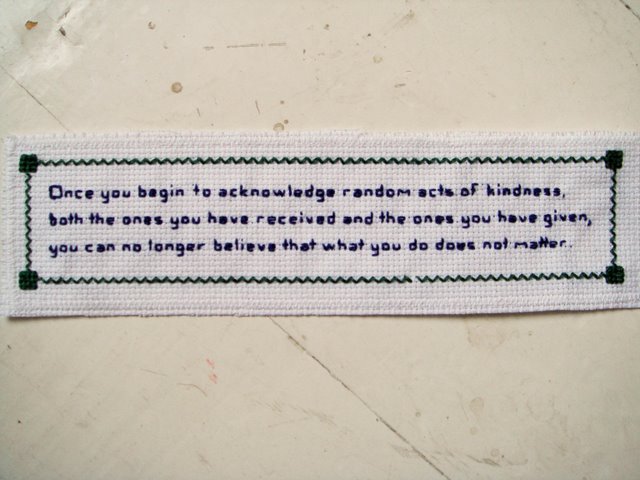 Once you begin to acknowledge random acts of kindness,
both the ones you have received and the ones you have given,
you can no longer believe that what you do does not matter.